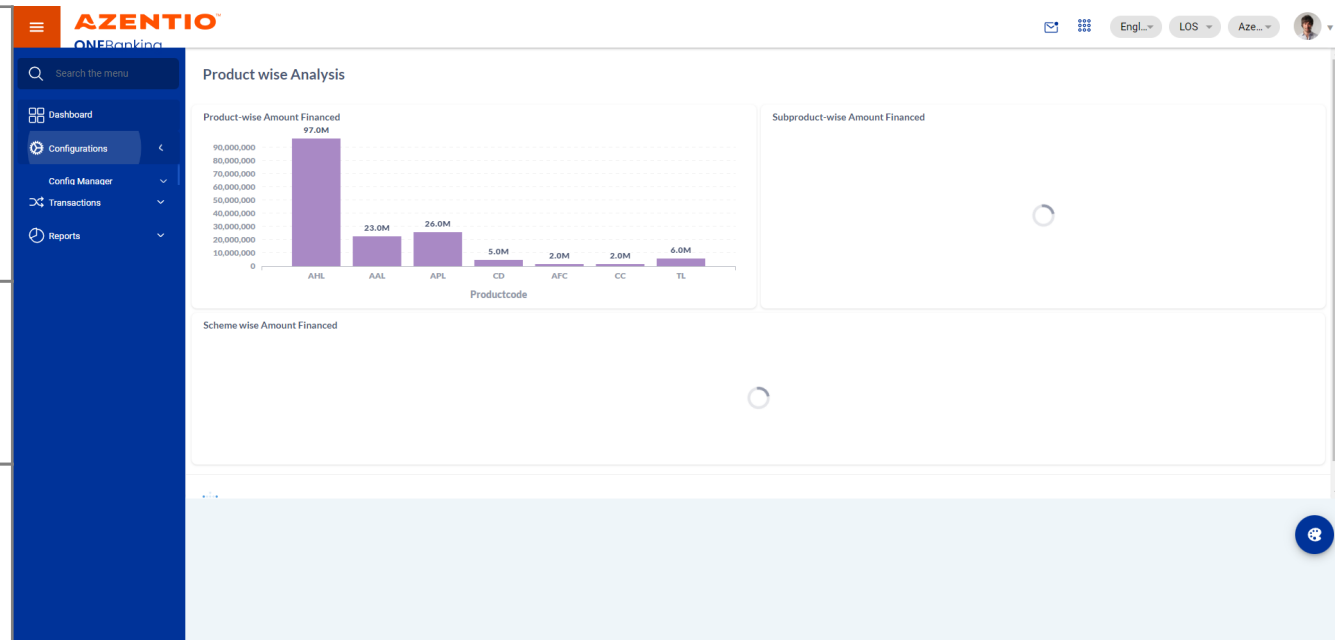 AZENTIO
ONEBanking
Engl... LOS Aze...
Search the menu
Dashboard
Configurations
Config Manager
Transactions
Reports
Product wise Analysis
Product-wise Amount Financed
97.0M
90,000,000
80,000,000
70,000,000
60,000,000
50,000,000
40,000,000
30,000,000
20,000,000
10,000,000
0
23.0M 26.0M 5.0M 2.0M 2.0M 6.0M
AHL AAL APL CD AFC CC TL
Productcode
Subproduct-wise Amount Financed
Scheme wise Amount Financed